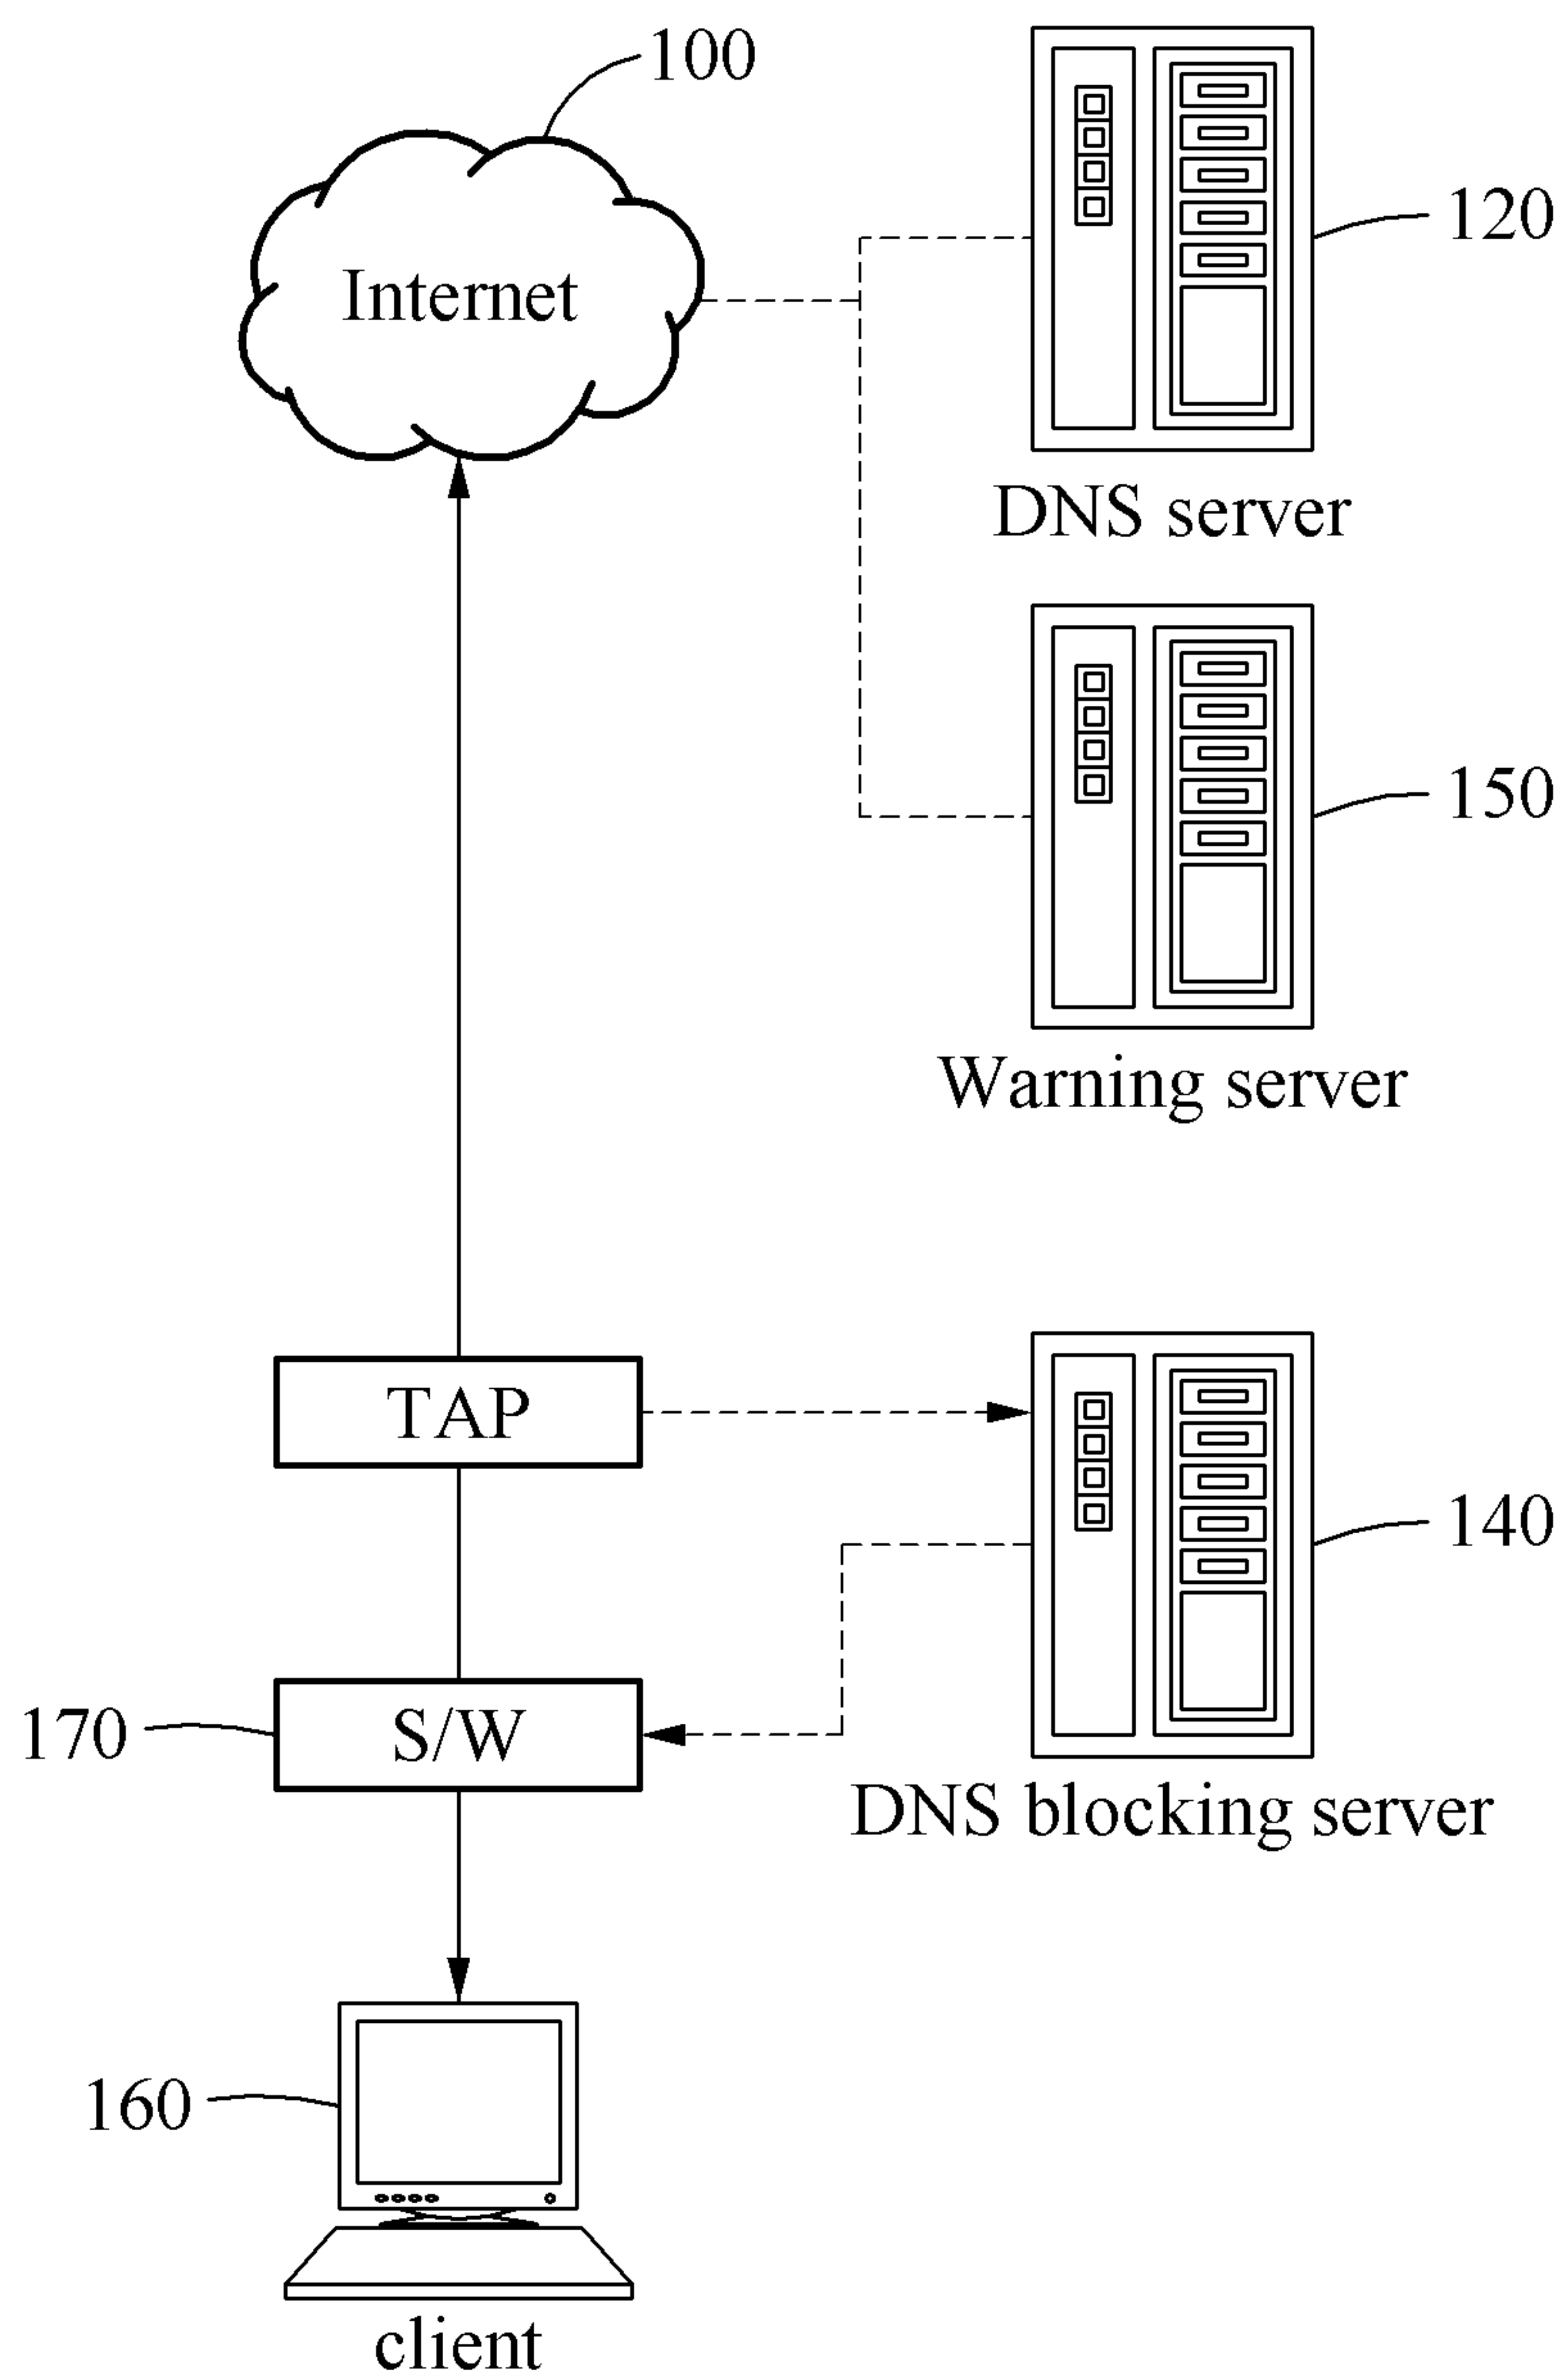 100
Internet
120
DNS server
150
Warning server
TAP
140
170
S/W
DNS blocking server
160
client